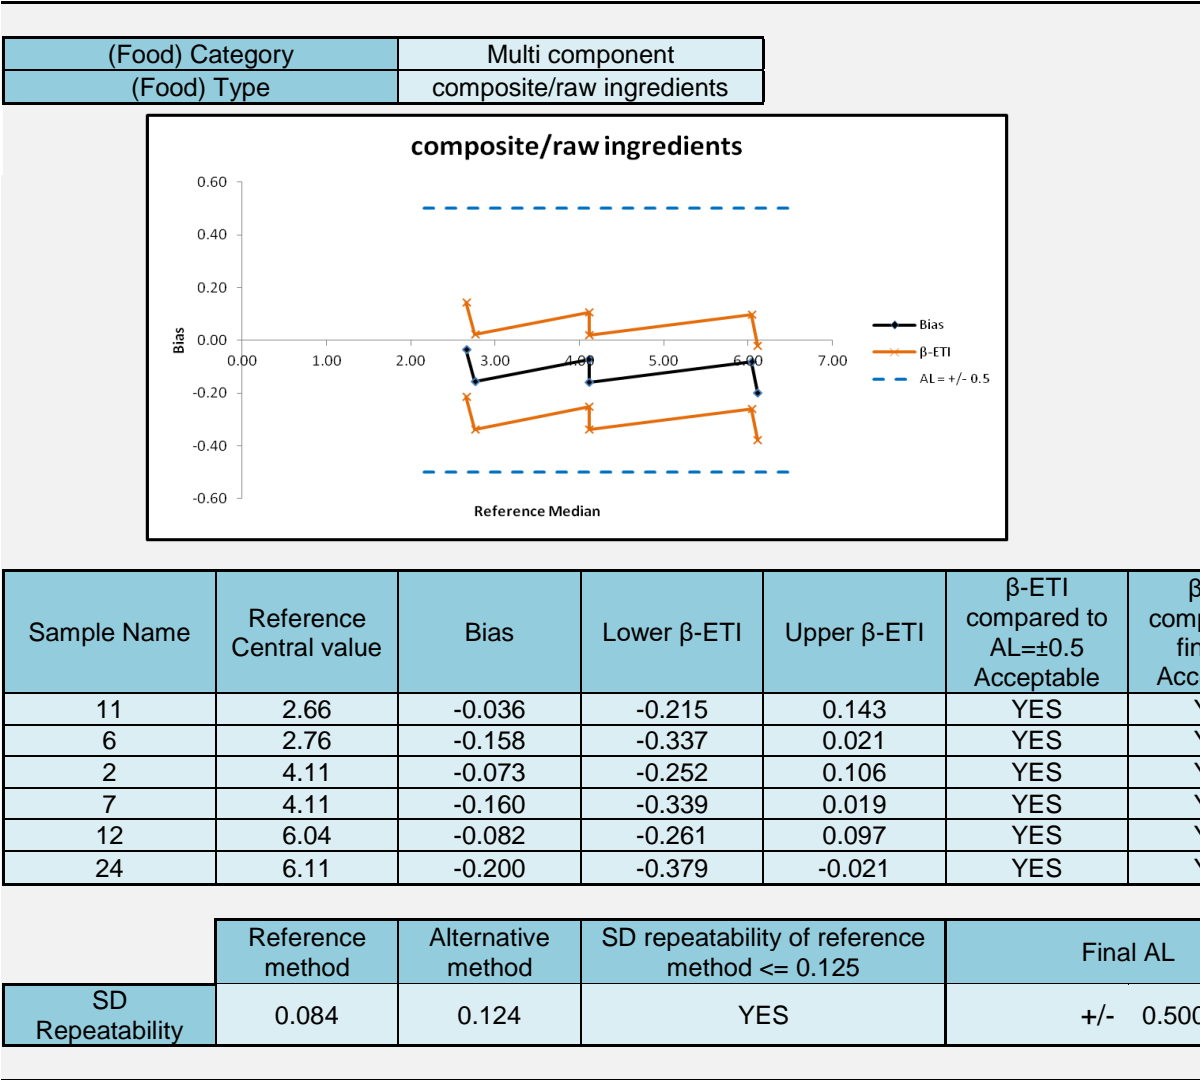 (Food) Category Multi component
(Food) Type composite/raw ingredients
composite/raw ingredients
0.60
0.40
0.20
0.00
-0.20
-0.40
-0.60
0.00 1.00 2.00 3.00 4.00 5.00 6.00 7.00
Bias
Reference Median
Bias
β-ETI
AL = +/- 0.5
Sample Name Reference Central value Bias Lower β-ETI Upper β-ETI β-ETI compared to AL=±0.5 Acceptable
11 2.66 -0.036 -0.215 0.143 YES
6 2.76 -0.158 -0.337 0.021 YES
2 4.11 -0.073 -0.252 0.106 YES
7 4.11 -0.160 -0.339 0.019 YES
12 6.04 -0.082 -0.261 0.097 YES
24 6.11 -0.200 -0.379 -0.021 YES
Reference method Alternative method SD repeatability of reference method <= 0.125 Final AL
SD Repeatability 0.084 0.124 YES +/- 0.500